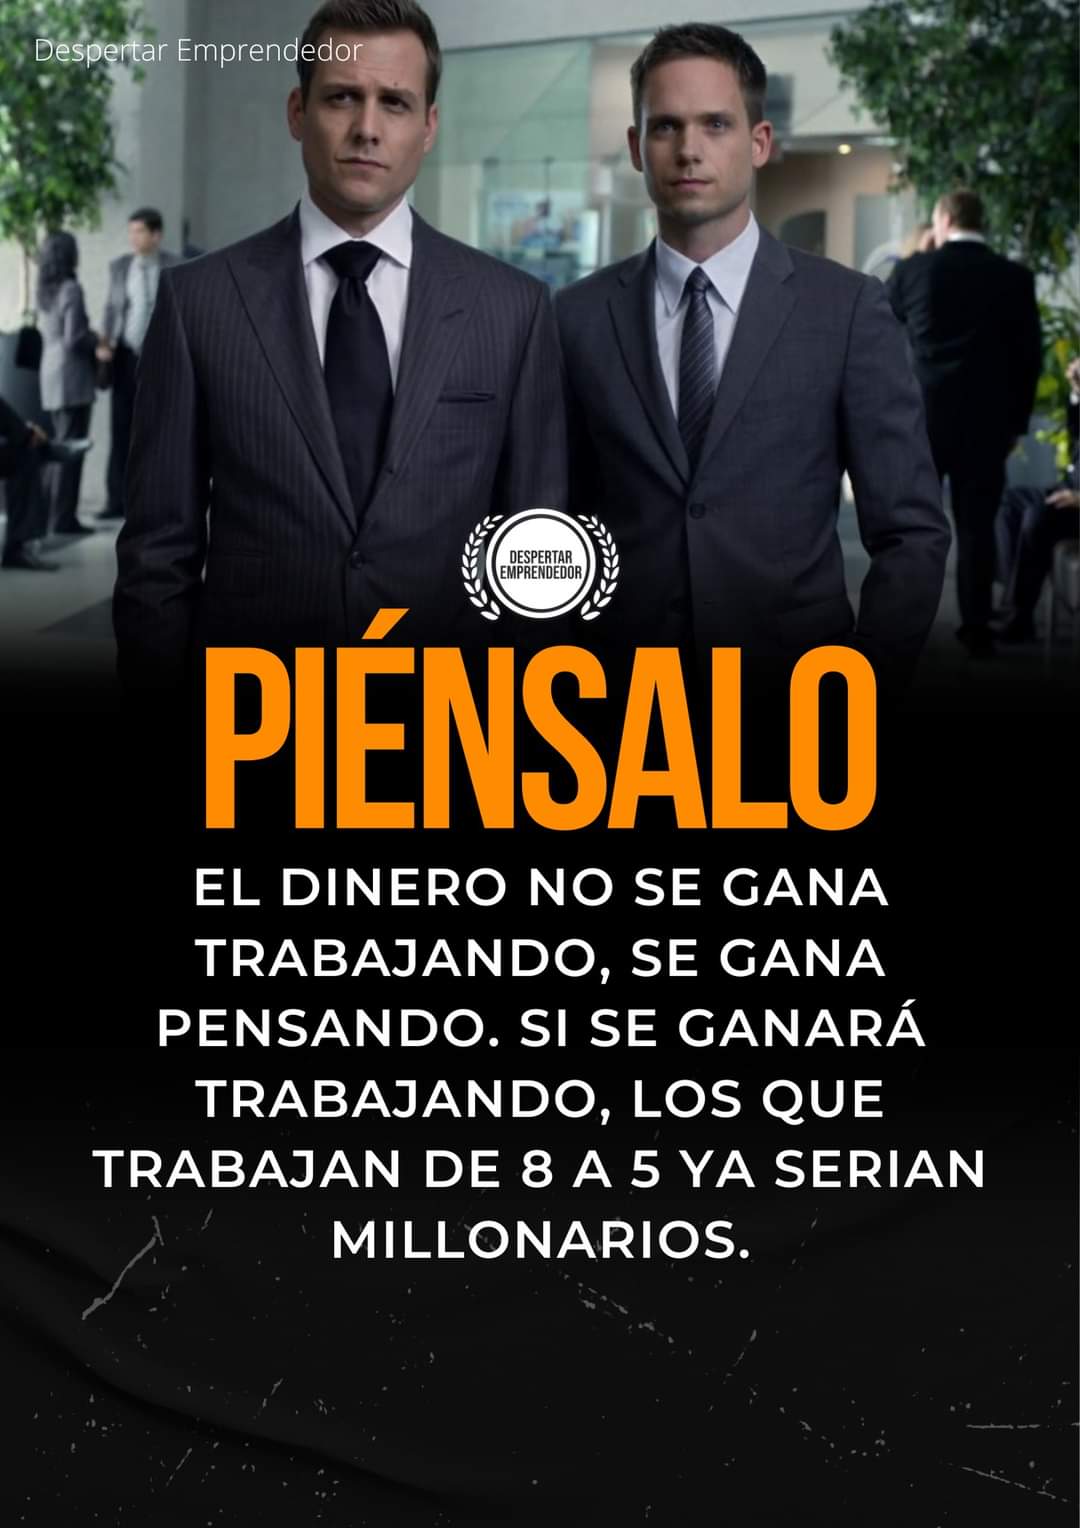 Despertar Emprendedor
DESPERTAR
EMPRENDEDOR
PIÉNSALO
EL DINERO NO SE GANA
TRABAJANDO, SE GANA
PENSANDO. SI SE GANARÁ
TRABAJANDO, LOS QUE
TRABAJAN DE 8 A 5 YA SERIAN
MILLONARIOS.